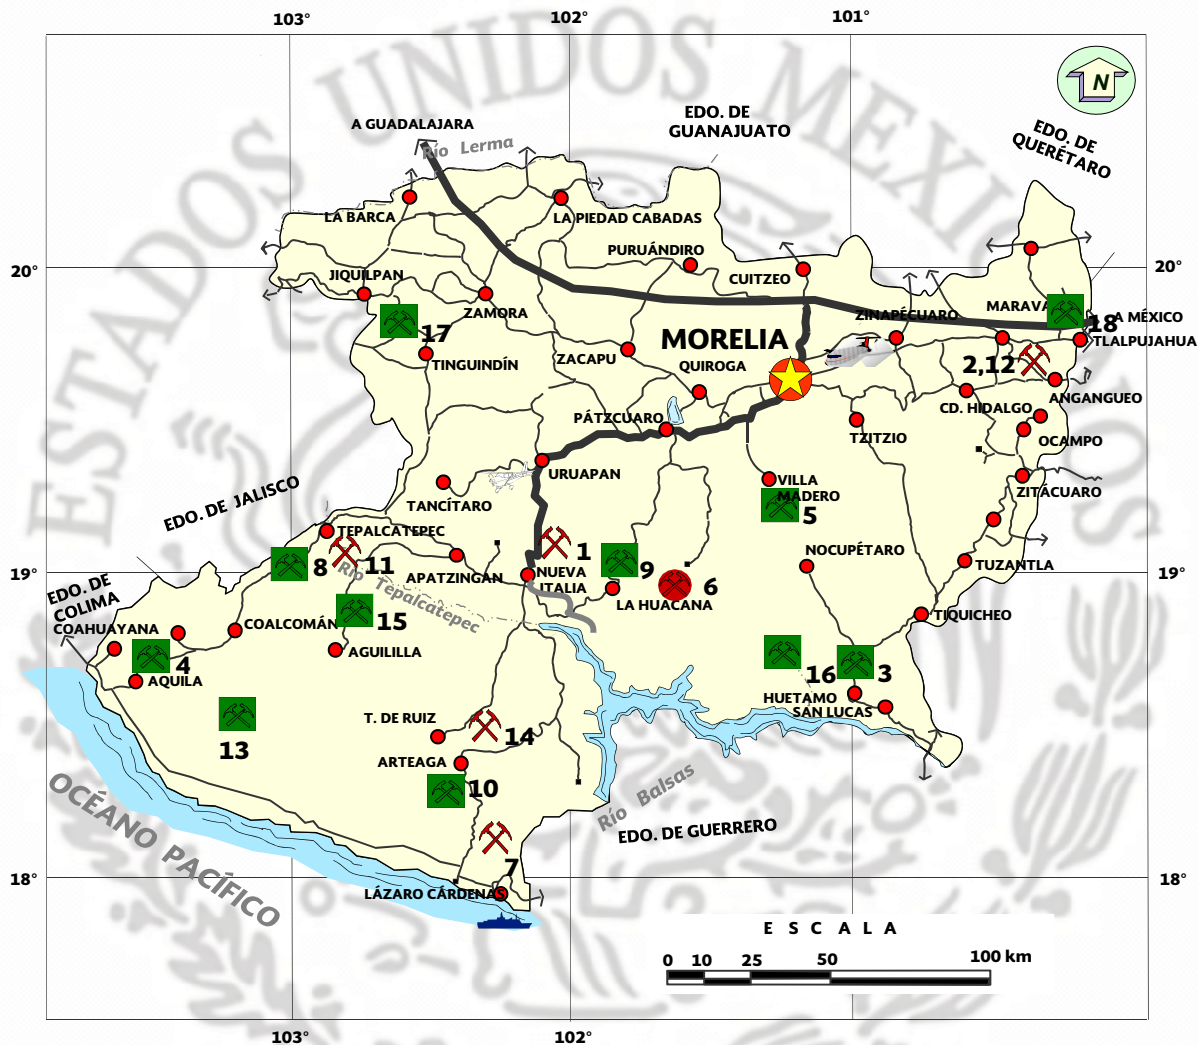 103°
102°
101°
ESTADOS UNIDOS MEXICANOS
N
EDO. DE
GUANAJUATO
EDO. DE
QUERÉTARO
A GUADALAJARA
Río Lerma
LA BARCA
LA PIEDAD CABADAS
PURUÁNDIRO
CUITZEO
20°
20°
JIQUILPAN
ZAMORA
MARAVA
18
A MÉXICO
ZINAPÉCUARO
17
MORELIA
TLALPUJAHUA
TINGUINDÍN
ZACAPU
QUIROGA
2,12
ANGANGUEO
CD. HIDALGO
PÁTZCUARO
TZITZIO
OCAMPO
URUAPAN
VILLA
MADERO
5
ZITÁCUARO
TANCÍTARO
EDO. DE JALISCO
TEPALCATEPEC
8
11
1
9
NOCUPÉTARO
19°
19°
APATZINGAN
NUEVA
ITALIA
6
TUZANTLA
Río Tepalcatepec
LA HUACANA
EDO. DE
COLIMA
COAHUAYANA
COALCOMÁN
15
TIQUICHEO
AGUILILLA
4
AQUILA
16
3
HUETAMO
SAN LUCAS
T. DE RUIZ
14
13
ARTEAGA
10
Río Balsas
EDO. DE GUERRERO
OCÉANO PACÍFICO
7
18°
18°
LÁZARO CÁRDENAS
E S C A L A
0 10 25 50 100 km
103°
102°